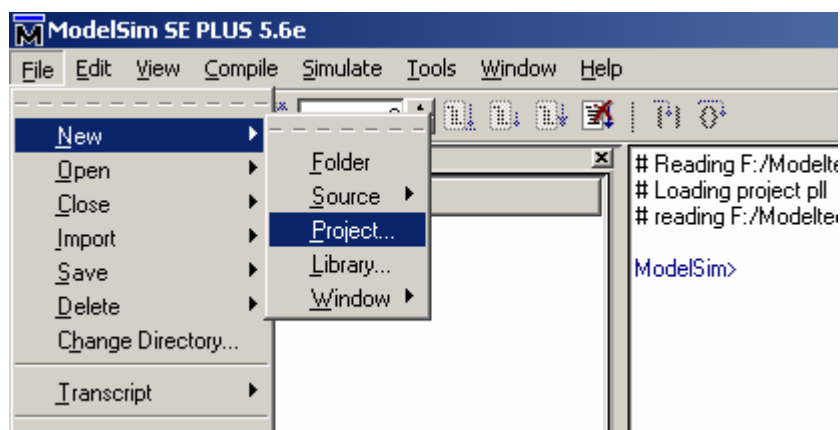 ModelSim SE PLUS 5.6e
File Edit View Compile Simulate Tools Window Help
New
Open
Close
Import
Save
Delete
Change Directory...
Transcript
Folder
Source
Project...
Library...
Window
# Reading F:/Modelte
# Loading project pll
# reading F:/Modelte
ModelSim>